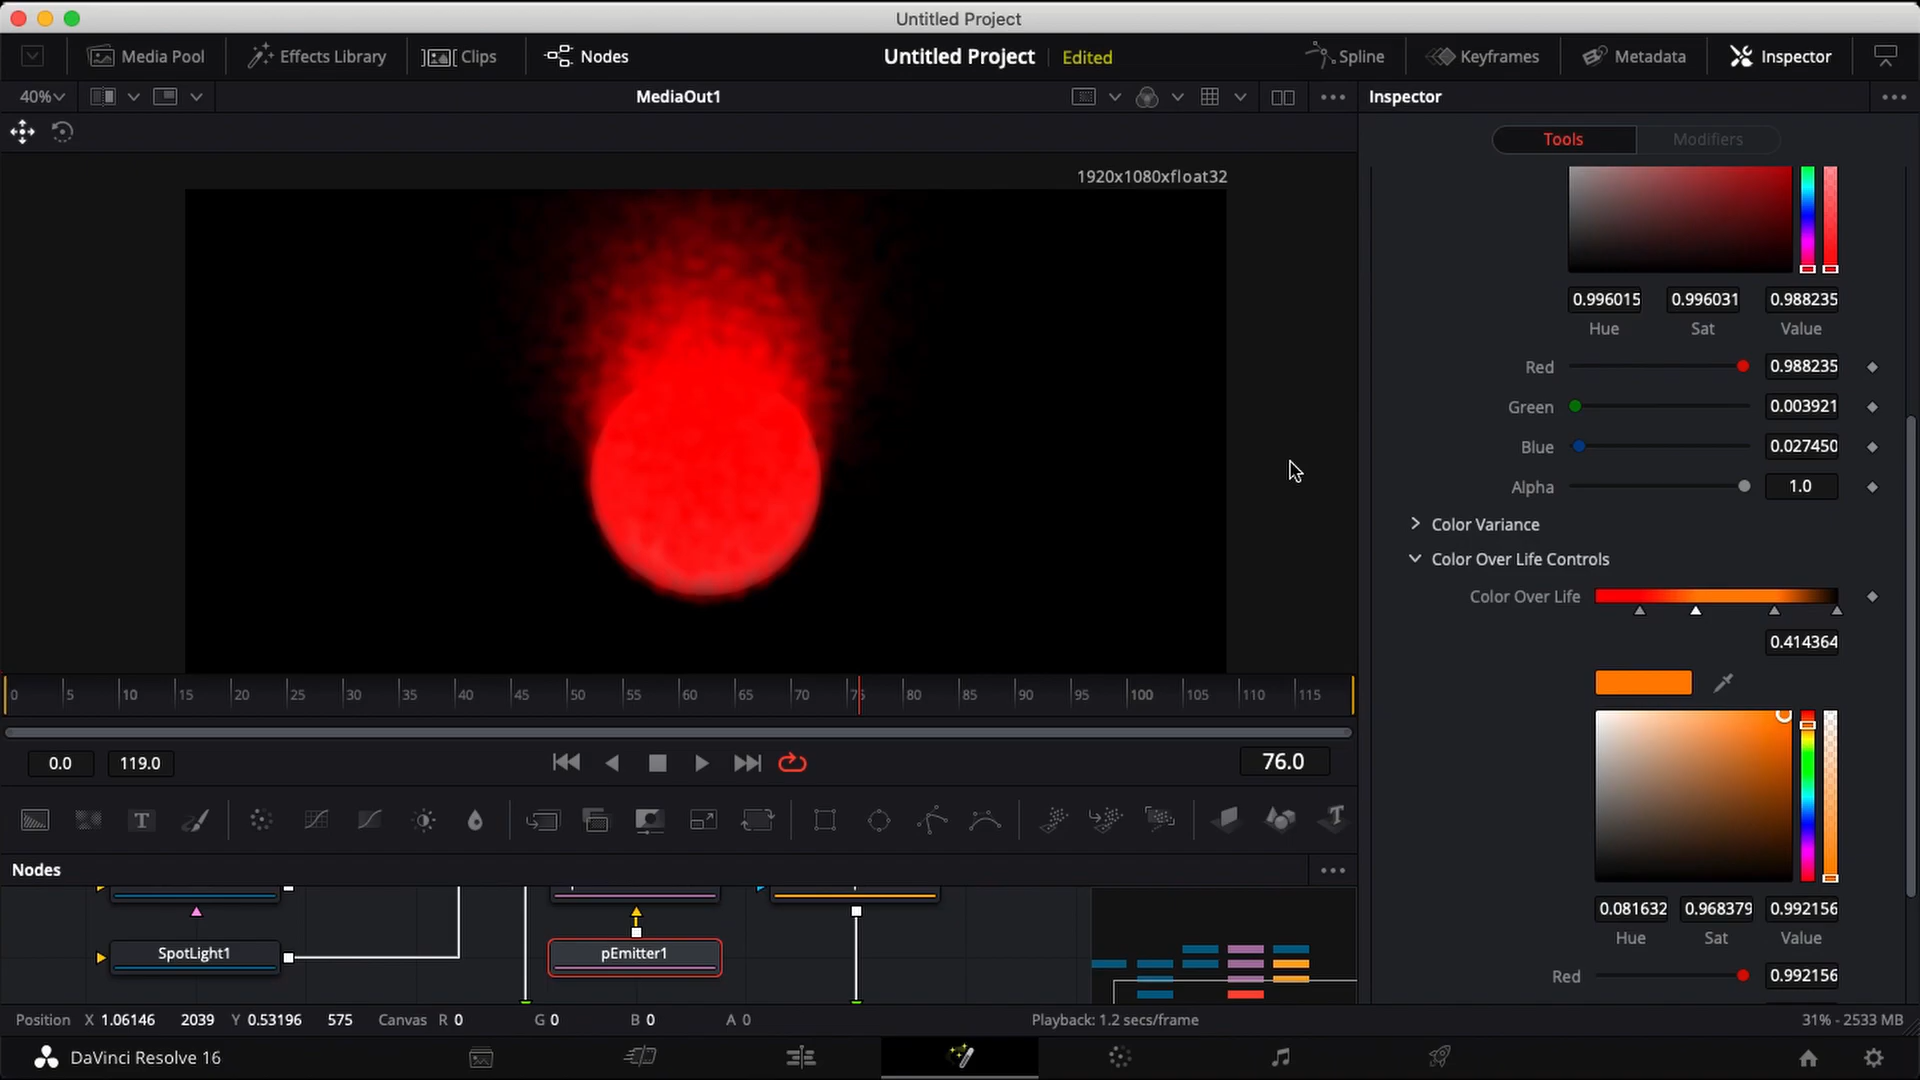 Untitled Project
Media Pool
Effects Library
Clips
Nodes
Untitled Project
Edited
Spline
Keyframes
Metadata
Inspector
40%
MediaOut1
Inspector
Tools
Modifiers
1920x1080xfloat32
0.996015
0.996031
0.988235
Hue
Sat
Value
Red
0.988235
Green
0.003921
Blue
0.027450
Alpha
1.0
Color Variance
Color Over Life Controls
Color Over Life
0.414364
0 5 10 15 20 25 30 35 40 45 50 55 60 65 70 75 80 85 90 95 100 105 110 115
0.0
119.0
76.0
0.081632
0.968379
0.992156
Hue
Sat
Value
Red
0.992156
Nodes
SpotLight1
pEmitter1
Position X 1.06146 2039 Y 0.53196 575 Canvas R 0 G 0 B 0 A 0
Playback: 1.2 secs/frame
31% - 2533 MB
DaVinci Resolve 16